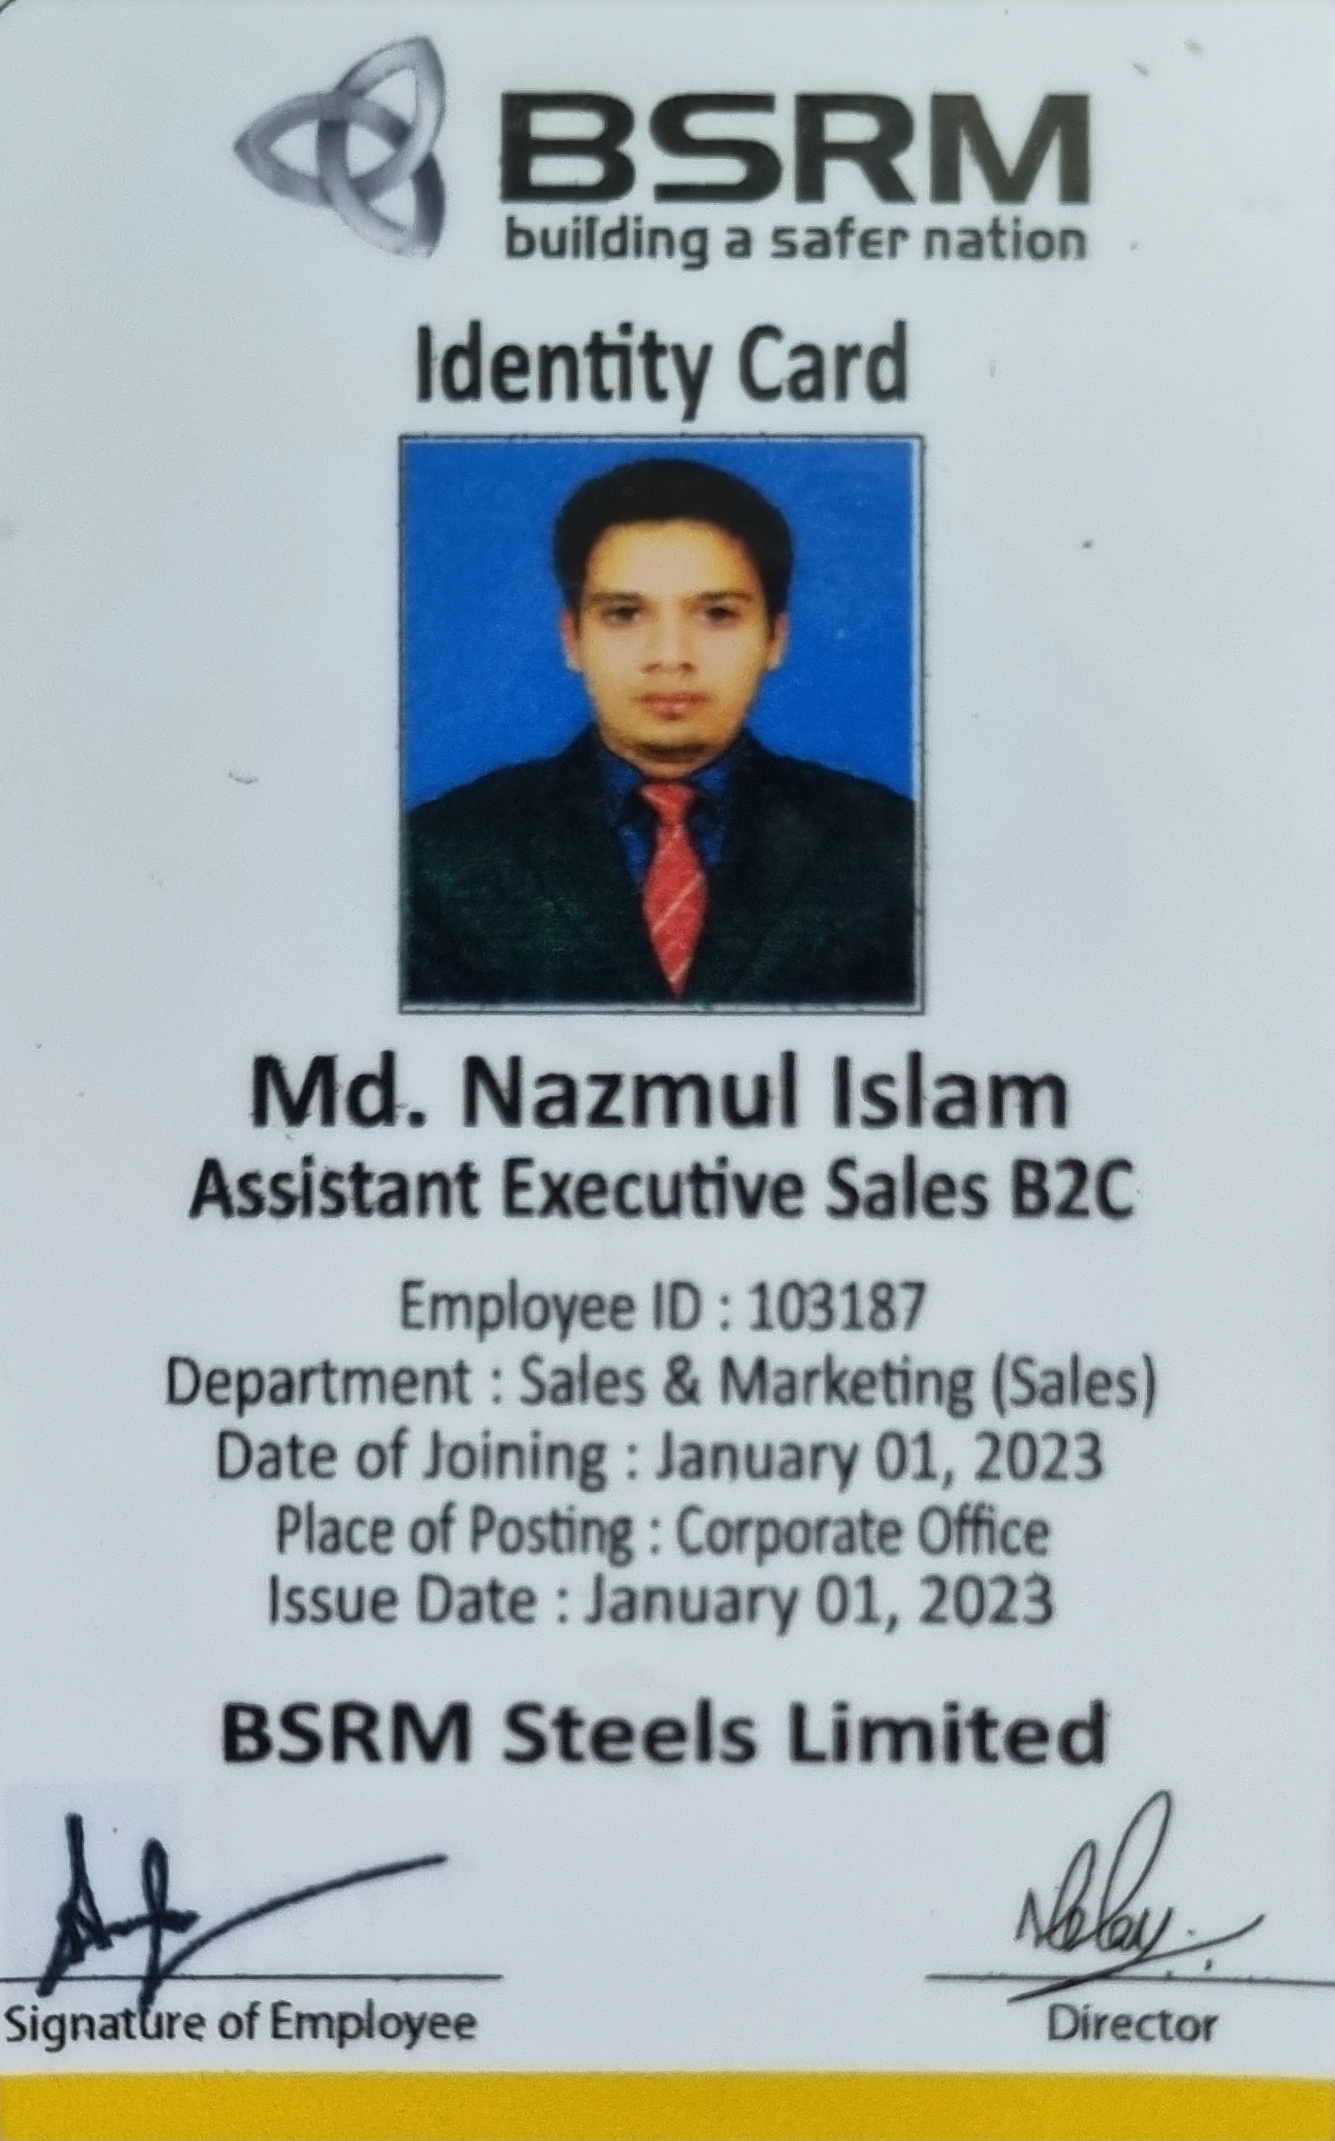 BSRM
building a safer nation
Identity Card
Md. Nazmul Islam
Assistant Executive Sales B2C
Employee ID : 103187
Department : Sales & Marketing (Sales)
Date of Joining : January 01, 2023
Place of Posting : Corporate Office
Issue Date : January 01, 2023
BSRM Steels Limited
Signature of Employee
Director